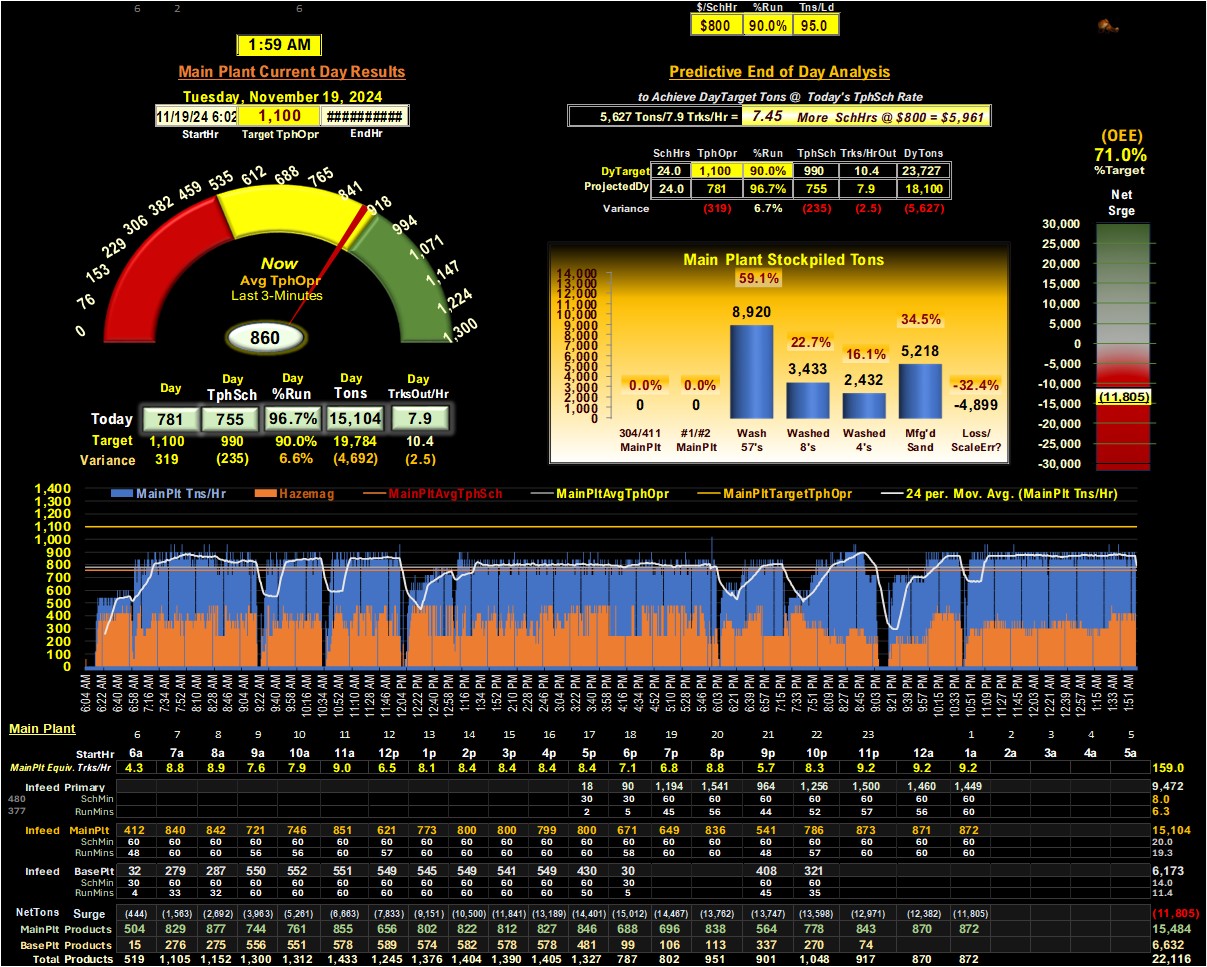 6 2 6
$/SchHr %Run Tns/Ld
$800 90.0% 95.0
1:59 AM
Main Plant Current Day Results
Tuesday, November 19, 2024
11/19/24 6:02 1,100 ##########
StartHr Target TphOpr EndHr
Predictive End of Day Analysis
to Achieve DayTarget Tons @ Today's TphSch Rate
5,627 Tons/7.9 Trks/Hr = 7.45 More SchHrs @ $800 = $5,961
SchHrs TphOpr %Run TphSch Trks/HrOut DyTons
DyTarget 24.0 1,100 90.0% 990 10.4 23,727
ProjectedDy 24.0 781 96.7% 755 7.9 18,100
Variance (319) 6.7% (235) (2.5) (5,627)
(OEE)
71.0%
%Target
Net
Srge
30,000
25,000
20,000
15,000
10,000
5,000
0
-5,000
-10,000
(11,805)
-15,000
-20,000
-25,000
-30,000
0 76 153 229 306 382 459 535 612 688 765 841 918 994 1,071 1,147 1,224 1,300
Now
Avg TphOpr
Last 3-Minutes
860
Day Day Day Day Day
TphSch %Run Tons TrksOut/Hr
Today 781 755 96.7% 15,104 7.9
Target 1,100 990 90.0% 19,784 10.4
Variance 319 (235) 6.6% (4,692) (2.5)
Main Plant Stockpiled Tons
14,000
13,000
12,000
11,000
10,000
9,000
8,000
7,000
6,000
5,000
4,000
3,000
2,000
1,000
0
0.0% 0.0% 59.1% 22.7% 16.1% 34.5% -32.4%
0 0 8,920 3,433 2,432 5,218 -4,899
304/411 #1/#2 Wash Washed Washed Mfg'd Loss/
MainPlt MainPlt 57's 8's 4's Sand ScaleErr?
MainPlt Tns/Hr Hazemag MainPltAvgTphSch MainPltAvgTphOpr MainPltTargetTphOpr 24 per. Mov. Avg. (MainPlt Tns/Hr)
1,400
1,300
1,200
1,100
1,000
900
800
700
600
500
400
300
200
100
0
6:04 AM 6:22 AM 6:40 AM 6:58 AM 7:16 AM 7:34 AM 7:52 AM 8:10 AM 8:28 AM 8:46 AM 9:04 AM 9:22 AM 9:40 AM 9:58 AM 10:16 AM 10:34 AM 10:52 AM 11:10 AM 11:28 AM 11:46 AM 12:04 PM 12:22 PM 12:40 PM 12:58 PM 1:16 PM 1:34 PM 1:52 PM 2:10 PM 2:28 PM 2:46 PM 3:04 PM 3:22 PM 3:40 PM 3:58 PM 4:16 PM 4:34 PM 4:52 PM 5:10 PM 5:28 PM 5:46 PM 6:03 PM 6:21 PM 6:39 PM 6:57 PM 7:15 PM 7:33 PM 7:51 PM 8:09 PM 8:27 PM 8:45 PM 9:03 PM 9:21 PM 9:39 PM 9:57 PM 10:15 PM 10:33 PM 10:51 PM 11:09 PM 11:27 PM 11:45 PM 12:03 AM 12:21 AM 12:39 AM 12:57 AM 1:15 AM 1:33 AM 1:51 AM
Main Plant
6 7 8 9 10 11 12 13 14 15 16 17 18 19 20 21 22 23 1 2 3 4 5
StartHr 6a 7a 8a 9a 10a 11a 12p 1p 2p 3p 4p 5p 6p 7p 8p 9p 10p 11p 12a 1a 2a 3a 4a 5a
MainPlt Equiv. Trks/Hr 4.3 8.8 8.9 7.6 7.9 9.0 6.5 8.1 8.4 8.4 8.4 8.4 7.1 6.8 8.8 5.7 8.3 9.2 9.2 9.2 159.0
Infeed Primary 18 90 1,194 1,541 964 1,256 1,500 1,460 1,449 9,472
480 SchMin 30 30 60 60 60 60 60 60 60 8.0
377 RunMins 2 5 45 56 44 52 57 56 60 6.3
Infeed MainPlt 412 840 842 721 746 851 621 773 800 800 799 800 671 649 836 541 786 873 871 872 15,104
SchMin 60 60 60 60 60 60 60 60 60 60 60 60 60 60 60 60 60 60 60 60 20.0
RunMins 48 60 60 56 56 60 57 60 60 60 60 60 58 60 60 48 57 60 60 60 19.3
Infeed BasePlt 32 279 287 550 552 551 549 545 549 541 549 430 30 408 321 6,173
SchMin 30 60 60 60 60 60 60 60 60 60 60 60 30 60 60 14.0
RunMins 4 33 32 60 60 60 60 60 60 60 60 50 5 45 35 11.4
NetTons Surge (444) (1,563) (2,692) (3,963) (5,261) (6,663) (7,833) (9,151) (10,500) (11,841) (13,189) (14,401) (15,012) (14,467) (13,762) (13,747) (13,598) (12,971) (12,382) (11,805) (11,805)
MainPlt Products 504 829 877 744 761 855 656 802 822 812 827 846 688 696 838 564 778 843 870 872 15,484
BasePlt Products 15 276 275 556 551 578 589 574 582 578 578 481 99 106 113 337 270 74 6,632
Total Products 519 1,105 1,152 1,300 1,312 1,433 1,245 1,376 1,404 1,390 1,405 1,327 787 802 951 901 1,048 917 870 872 22,116